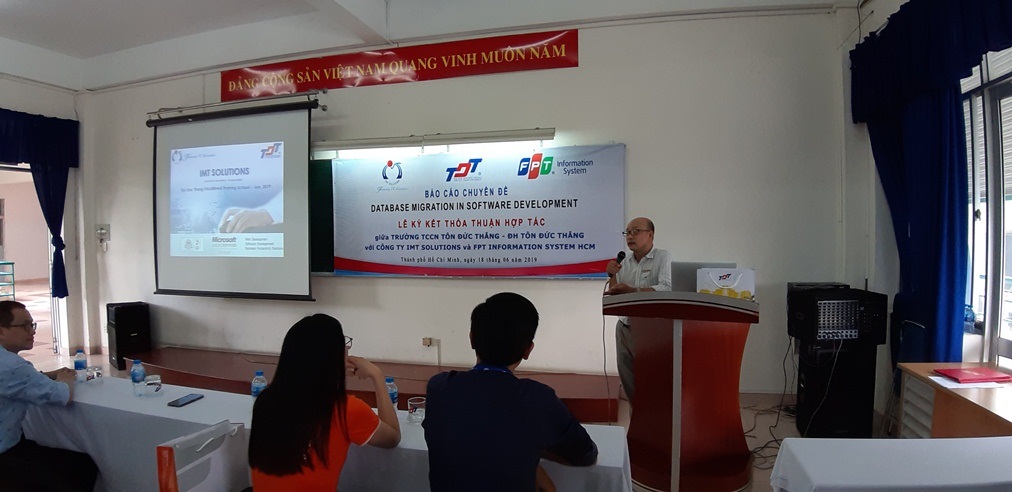 ĐẢNG CỘNG SẢN VIỆT NAM QUANG VINH MUÔN NĂM
IMT SOLUTIONS
Microsoft
TDT
FPT Information
System
BÁO CÁO CHUYÊN ĐỀ
DATABASE MIGRATION IN SOFTWARE DEVELOPMENT
LỄ KÝ KẾT THỎA THUẬN HỢP TÁC
giữa TRƯỜNG TCCN TÔN ĐỨC THẮNG - ĐH TÔN ĐỨC THẮNG
với CÔNG TY IMT SOLUTIONS và FPT INFORMATION SYSTEM HCM
Thành phố Hồ Chí Minh, ngày 18 tháng 06 năm 2019